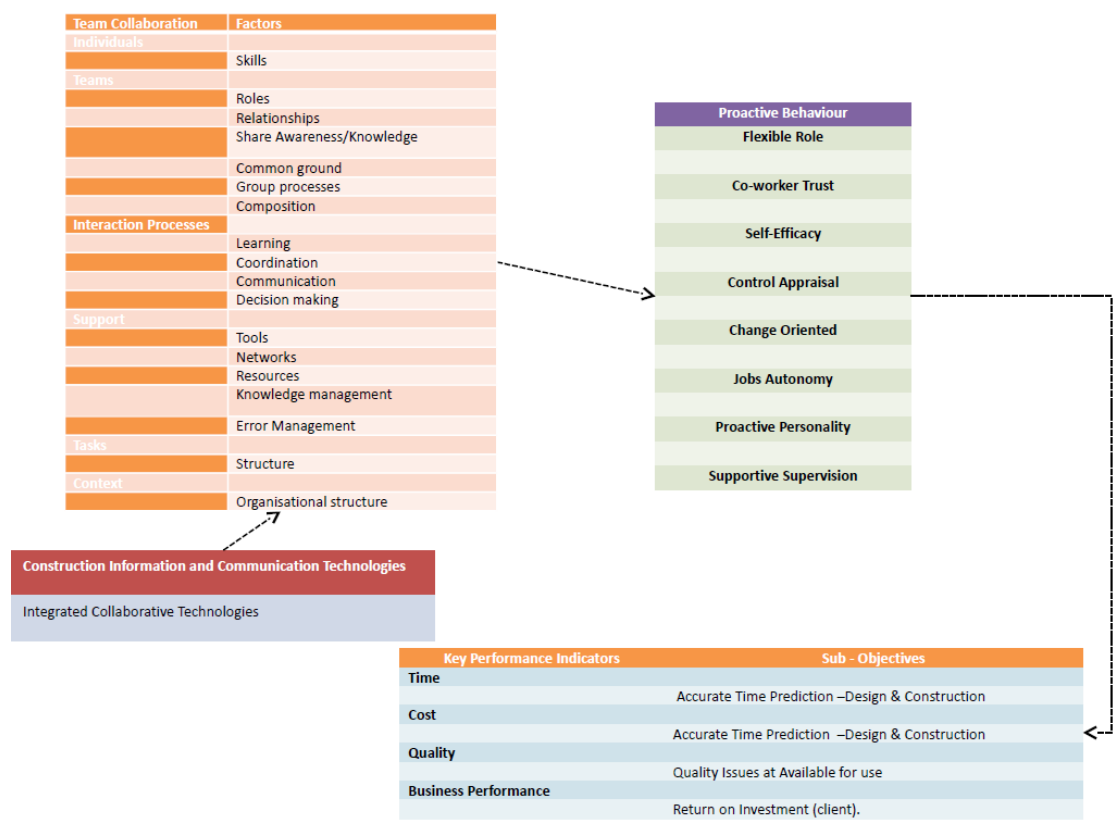 Team Collaboration Factors
Individuals
Skills
Teams
Roles
Relationships
Share Awareness/Knowledge
Common ground
Group processes
Composition
Interaction Processes
Learning
Coordination
Communication
Decision making
Support
Tools
Networks
Resources
Knowledge management
Error Management
Tasks
Structure
Context
Organisational structure
Proactive Behaviour
Flexible Role
Co-worker Trust
Self-Efficacy
Control Appraisal
Change Oriented
Jobs Autonomy
Proactive Personality
Supportive Supervision
Construction Information and Communication Technologies
Integrated Collaborative Technologies
Key Performance Indicators Sub - Objectives
Time
Accurate Time Prediction –Design & Construction
Cost
Accurate Time Prediction –Design & Construction
Quality
Quality Issues at Available for use
Business Performance
Return on Investment (client).